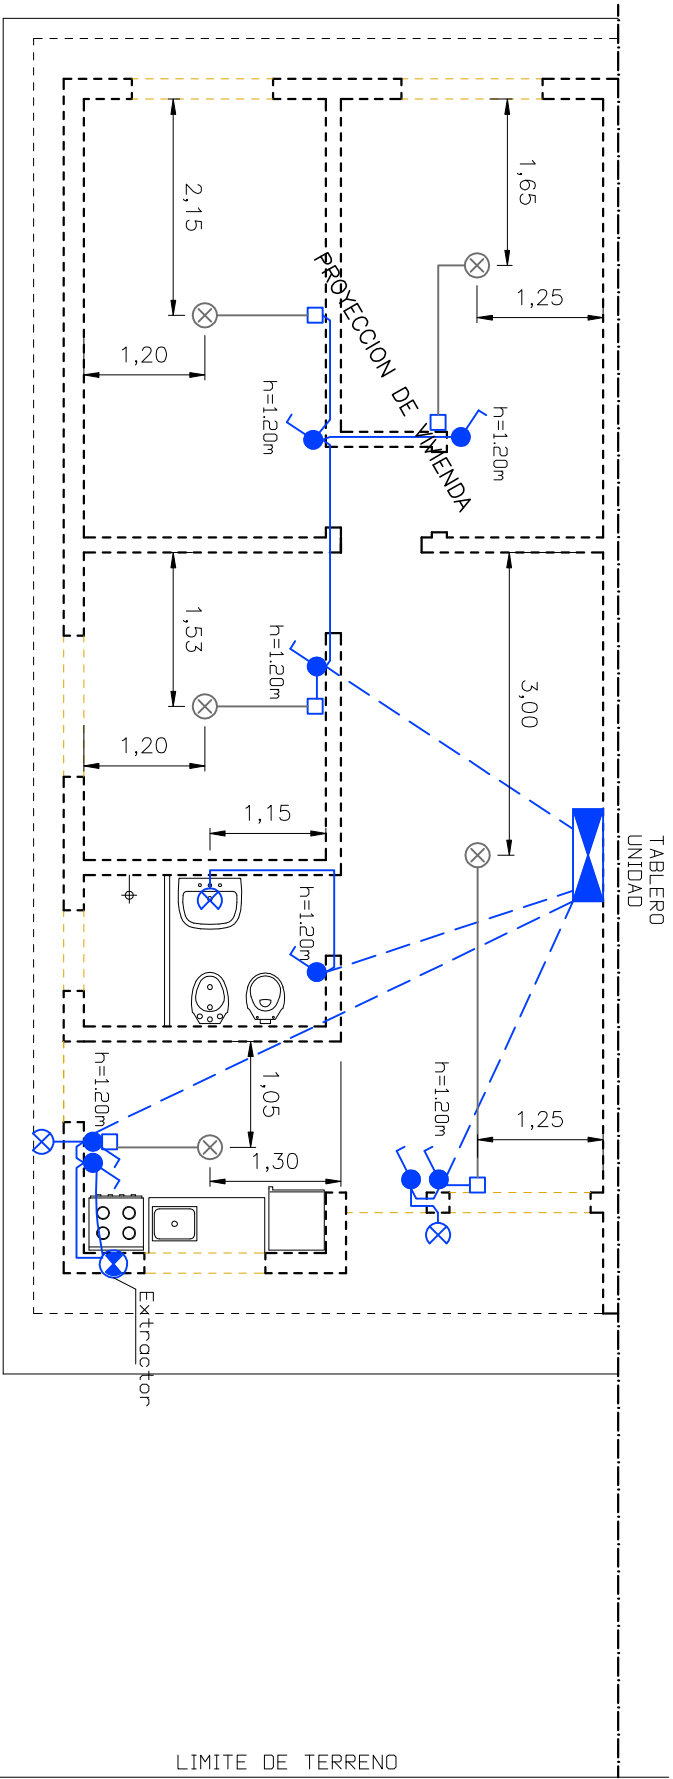 2,15
1,65
1,25
PROYECCION DE VIVIENDA
1,20
h=1.20m
h=1.20m
1,53
h=1.20m
3,00
1,20
1,15
TABLERO
UNIDAD
h=1.20m
h=1.20m
1,05
h=1.20m
1,25
1,30
Extractor
LIMITE DE TERRENO